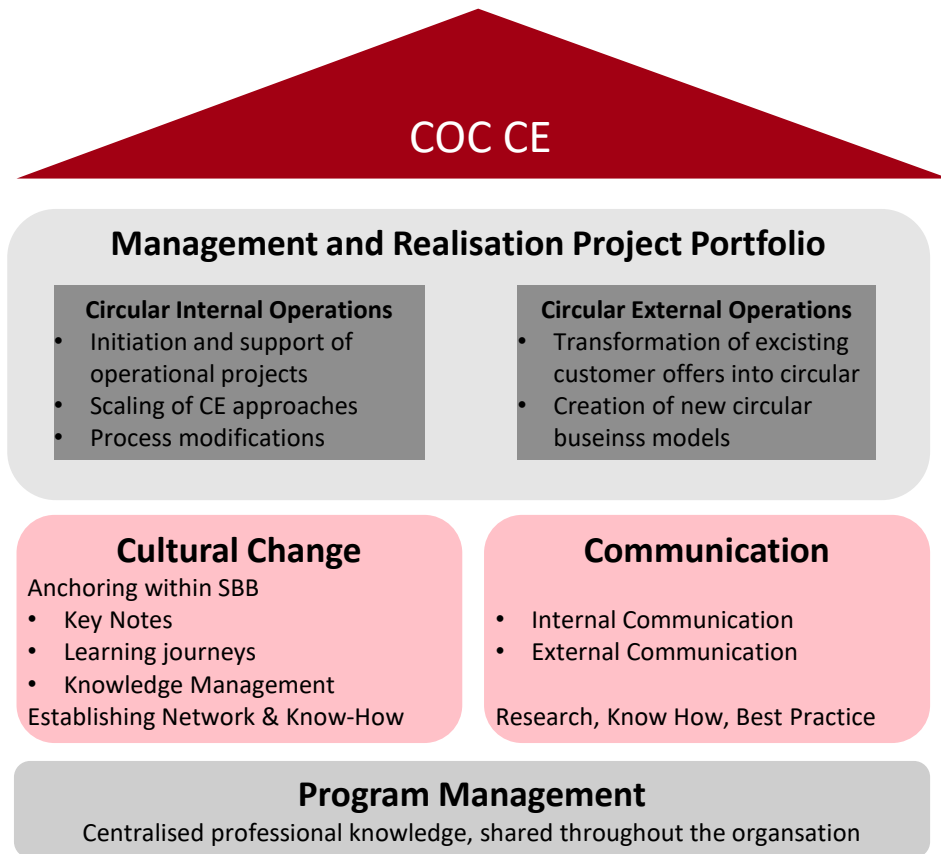 COC CE
Management and Realisation Project Portfolio
Circular Internal Operations
• Initiation and support of
operational projects
• Scaling of CE approaches
• Process modifications
Circular External Operations
• Transformation of excisting
customer offers into circular
• Creation of new circular
buseinss models
Cultural Change
Anchoring within SBB
• Key Notes
• Learning journeys
• Knowledge Management
Establishing Network & Know-How
Communication
• Internal Communication
• External Communication
Research, Know How, Best Practice
Program Management
Centralised professional knowledge, shared throughout the organsation